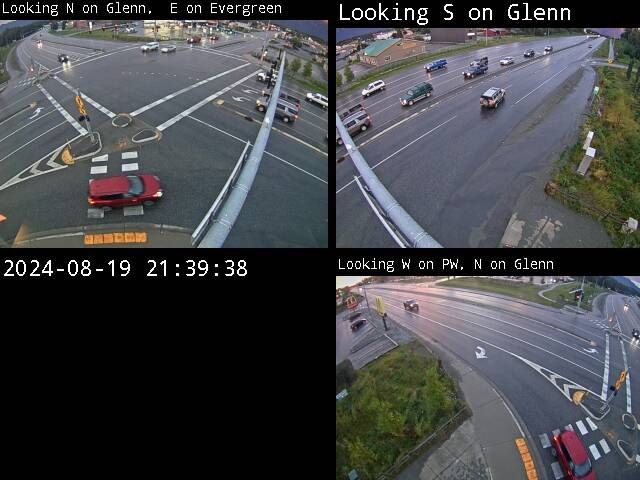 Looking N on Glenn, E on Evergreen
Looking S on Glenn
2024-08-19 21:39:38
Looking W on PW, N on Glenn